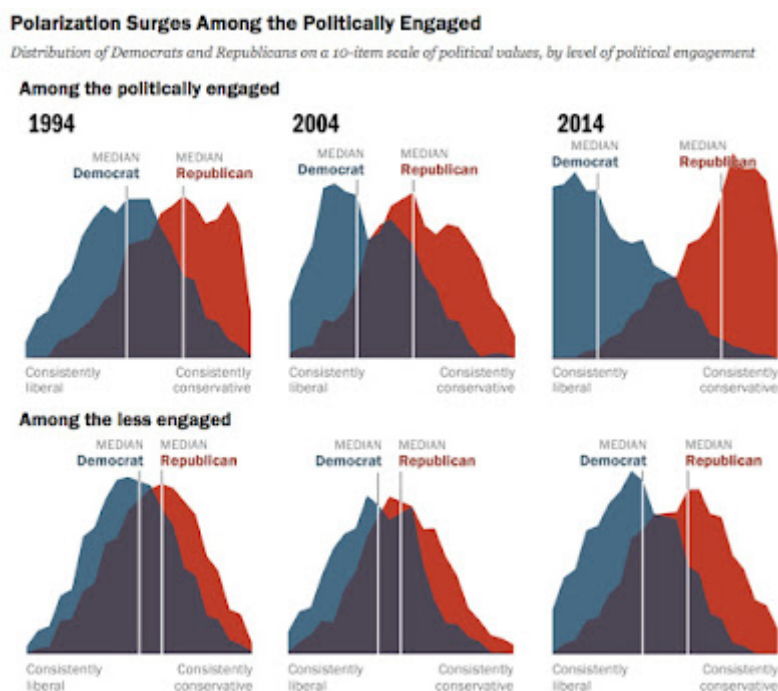 Polarization Surges Among the Politically Engaged
Distribution of Democrats and Republicans on a 10-item scale of political values, by level of political engagement
Among the politically engaged
1994
MEDIAN
Democrat
MEDIAN
Republican
2004
MEDIAN
Democrat
MEDIAN
Republican
2014
MEDIAN
Democrat
MEDIAN
Republican
Consistently
liberal
Consistently
conservative
Consistently
liberal
Consistently
conservative
Consistently
liberal
Consistently
conservative
Among the less engaged
MEDIAN
Democrat
MEDIAN
Republican
MEDIAN
Democrat
MEDIAN
Republican
MEDIAN
Democrat
MEDIAN
Republican
Consistently
liberal
Consistently
conservative
Consistently
liberal
Consistently
conservative
Consistently
liberal
Consistently
conservative